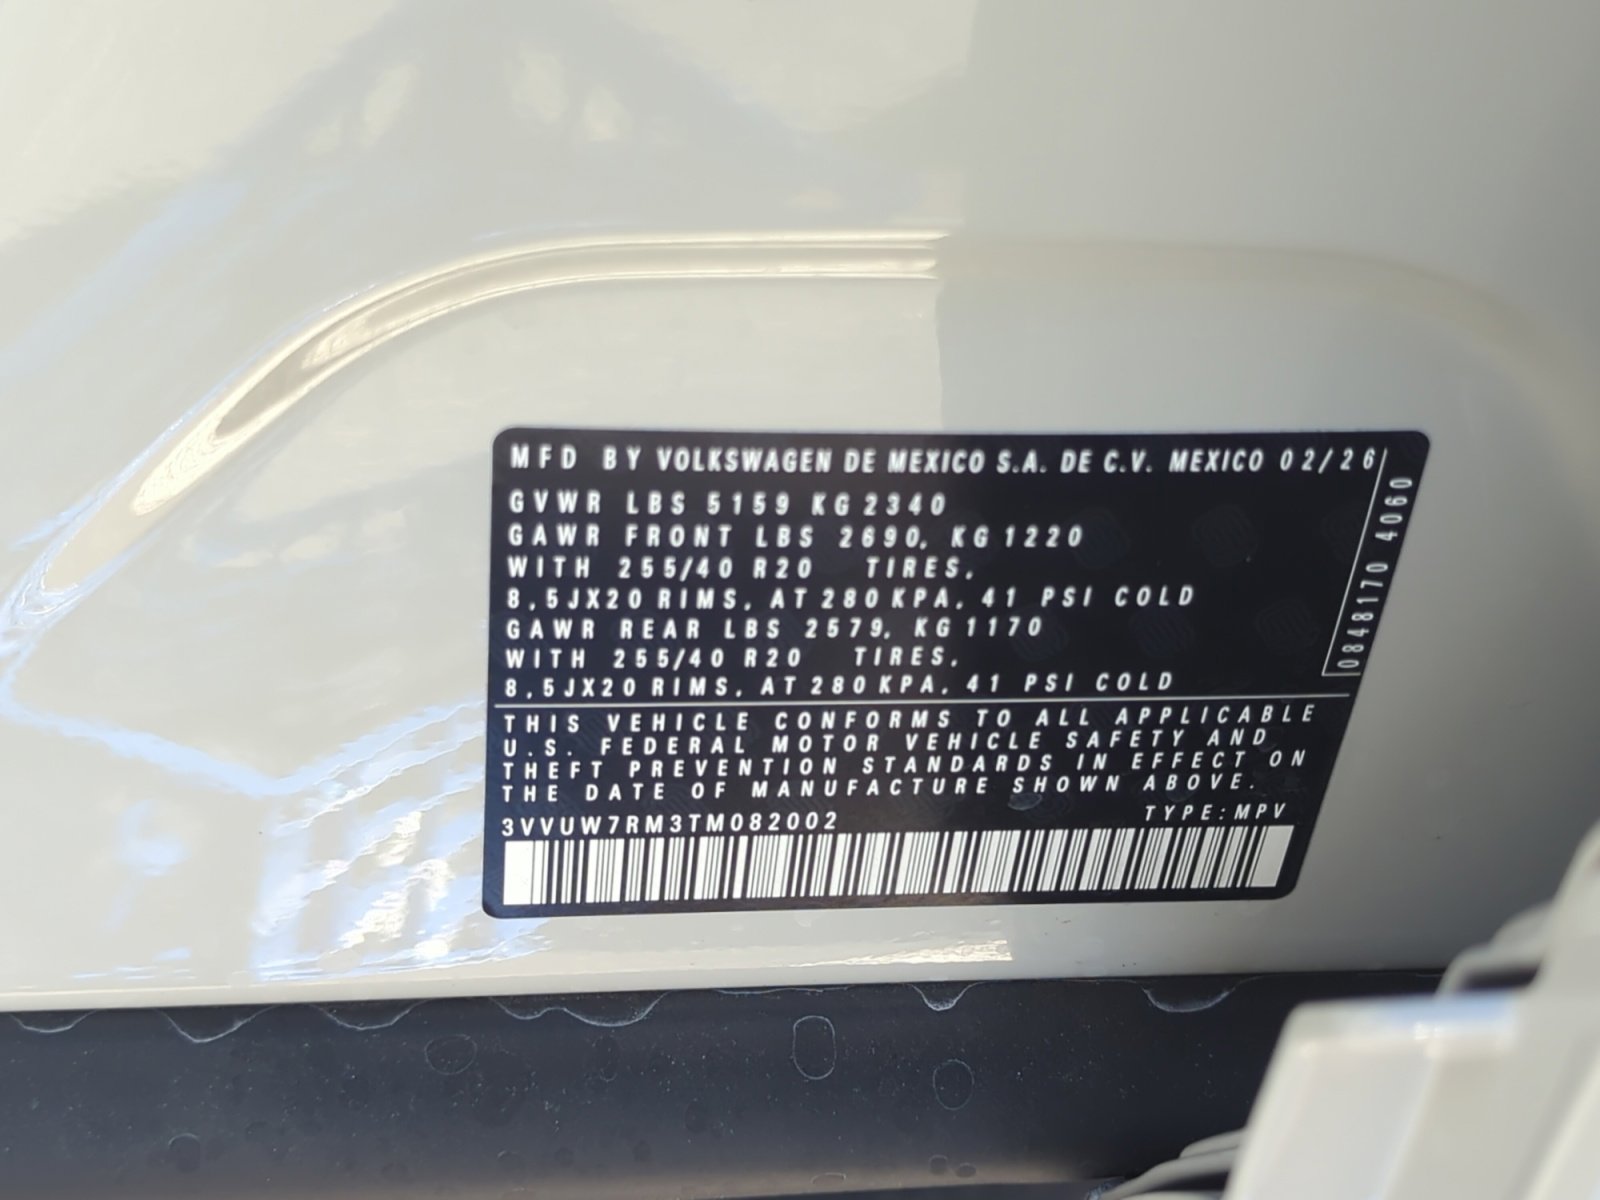 MFD BY VOLKSWAGEN DE MEXICO S.A. DE C.V. MEXICO 02/26
GVWR LBS 5159 KG 2340
GAWR FRONT LBS 2690, KG 1220
WITH 255/40 R20 TIRES,
8,5JX20 RIMS, AT 280 KPA, 41 PSI COLD
GAWR REAR LBS 2579, KG 1170
WITH 255/40 R20 TIRES,
8,5JX20 RIMS, AT 280 KPA, 41 PSI COLD
0848170 4060
THIS VEHICLE CONFORMS TO ALL APPLICABLE
U.S. FEDERAL MOTOR VEHICLE SAFETY AND
THEFT PREVENTION STANDARDS IN EFFECT ON
THE DATE OF MANUFACTURE SHOWN ABOVE.
3VVUW7RM3TM082002 TYPE: MPV